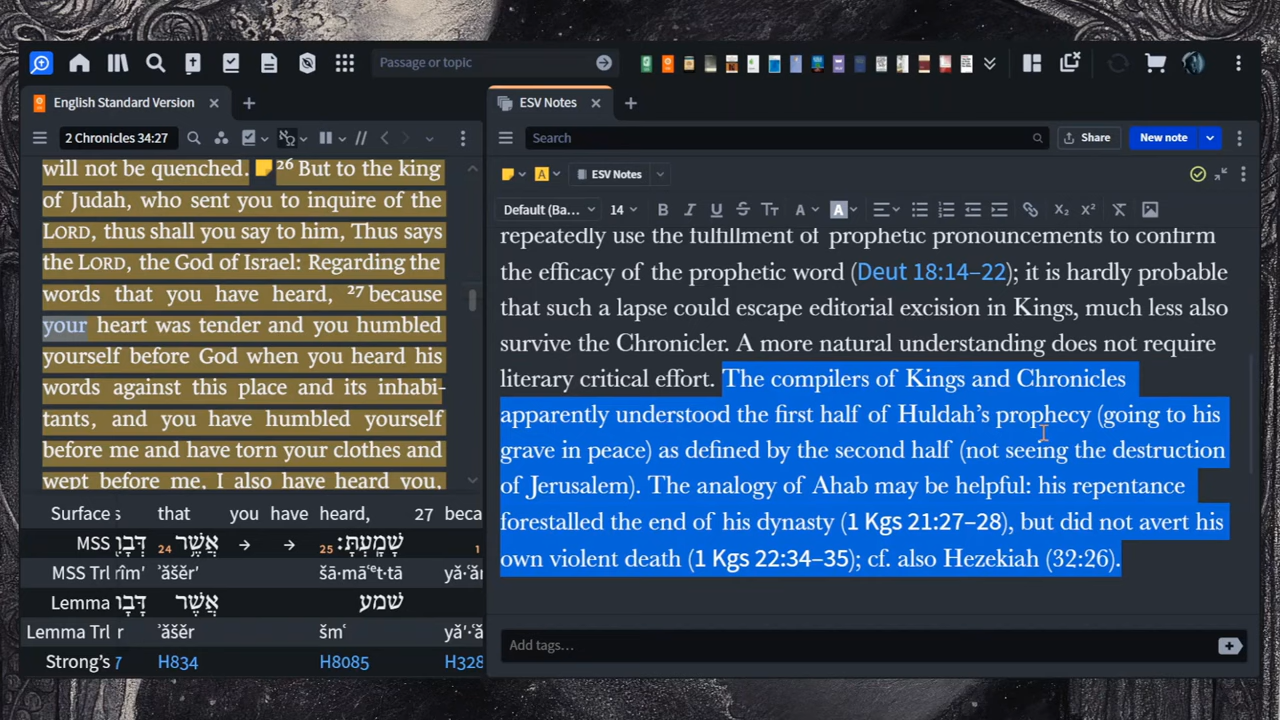 Passage or topic
English Standard Version
ESV Notes
2 Chronicles 34:27
Search
Share
New note
ESV Notes
Default (Ba...
14
will not be quenched. 26 But to the king
of Judah, who sent you to inquire of the
LORD, thus shall you say to him, Thus says
the LORD, the God of Israel: Regarding the
words that you have heard, 27 because
your heart was tender and you humbled
yourself before God when you heard his
words against this place and its inhabi-
tants, and you have humbled yourself
before me and have torn your clothes and
wept before me, I also have heard you,
Surface s that you have heard, 27 beca
MSS דְּבָו֖ 24 אֲשֶׁ֥ר → → 25 שָׁמָֽעְתָּ׃ 1
MSS Trl rîm' 'ăšěr' šā·mā'e't·tā yǎ'·
Lemma דָּבָו אֲשֶׁר שׁמע
Lemma Trl r 'ăšěr šm' yǎ'·
Strong's 7 H834 H8085 H328
repeatedly use the fulfillment of prophetic pronouncements to confirm
the efficacy of the prophetic word (Deut 18:14–22); it is hardly probable
that such a lapse could escape editorial excision in Kings, much less also
survive the Chronicler. A more natural understanding does not require
literary critical effort. The compilers of Kings and Chronicles
apparently understood the first half of Huldah's prophecy (going to his
grave in peace) as defined by the second half (not seeing the destruction
of Jerusalem). The analogy of Ahab may be helpful: his repentance
forestalled the end of his dynasty (1 Kgs 21:27–28), but did not avert his
own violent death (1 Kgs 22:34–35); cf. also Hezekiah (32:26).
Add tags...